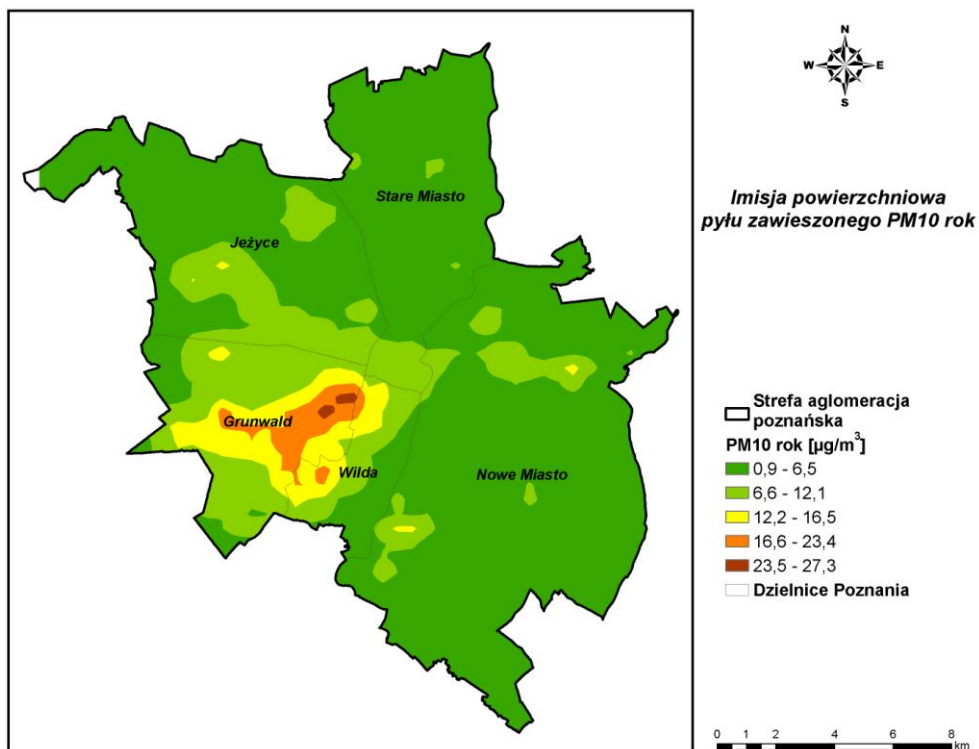 N
W E
S
Imisja powierzchniowa
pyłu zawieszonego PM10 rok
Stare Miasto
Jeżyce
Grunwald
Wilda
Nowe Miasto
Strefa aglomeracja
poznańska
PM10 rok [µg/m³]
0,9 - 6,5
6,6 - 12,1
12,2 - 16,5
16,6 - 23,4
23,5 - 27,3
Dzielnice Poznania
0 2 4 6 8
km